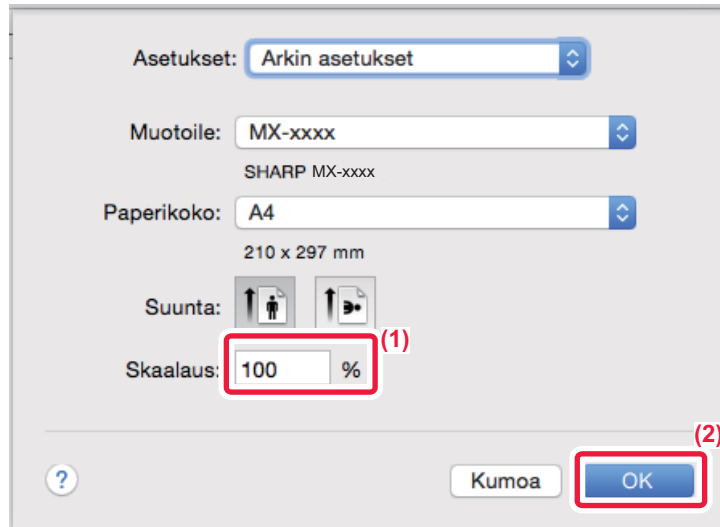 Asetukset: Arkin asetukset
Muotoile: MX-xxxx
SHARP MX-xxxx
Paperikoko: A4
210 x 297 mm
Suunta:
(1)
Skaalaus: 100 %
(2)
? Kumoa OK